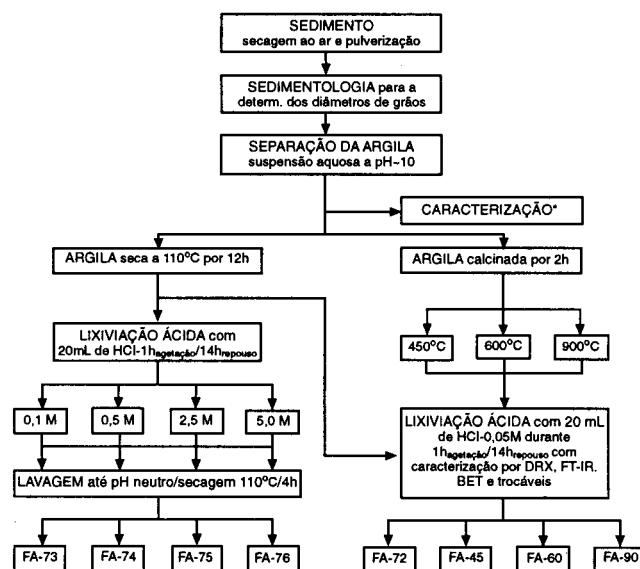 SEDIMENTO
secagem ao ar e pulverização
SEDIMENTOLOGIA para a
determ. dos diâmetros de grãos
SEPARAÇÃO DA ARGILA
suspensão aquosa a pH~10
CARACTERIZAÇÃO*
ARGILA seca a 110°C por 12h
ARGILA calcinada por 2h
LIXIVIAÇÃO ÁCIDA com
20mL de HCl-1hagetação/14hrepouso
450°C
600°C
900°C
0,1 M
0,5 M
2,5 M
5,0 M
LIXIVIAÇÃO ÁCIDA com 20 mL
de HCl-0,05M durante
1hagetação/14hrepouso com
caracterização por DRX, FT-IR.
BET e trocáveis
LAVAGEM até pH neutro/secagem 110°C/4h
FA-73
FA-74
FA-75
FA-76
FA-72
FA-45
FA-60
FA-90